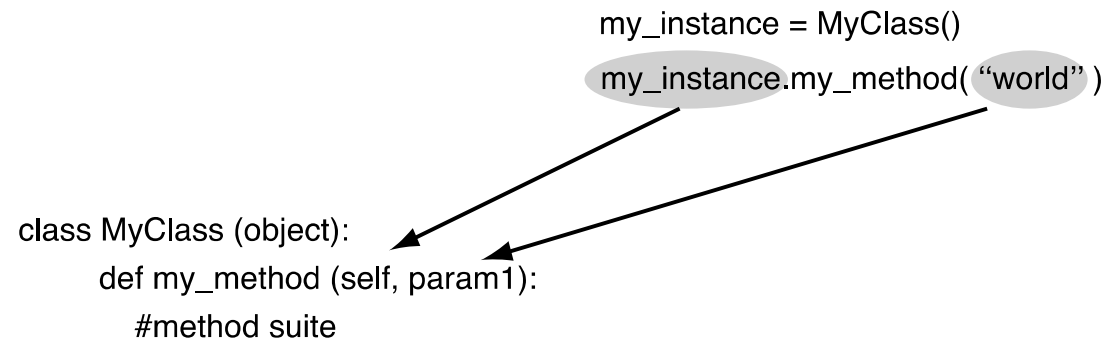 my_instance = MyClass()
my_instance.my_method( “world” )
class MyClass (object):
def my_method (self, param1):
#method suite